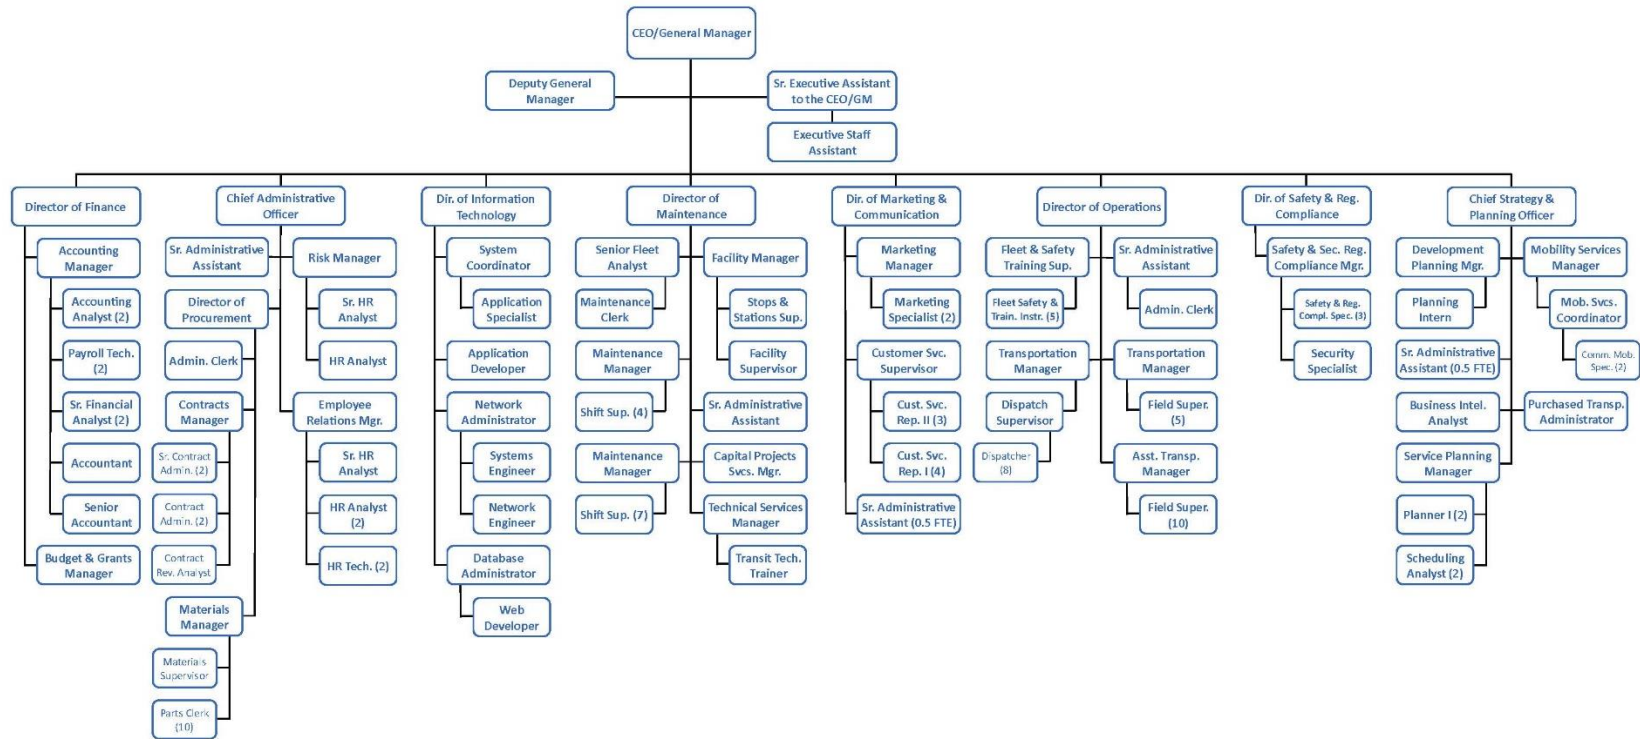 CEO/General Manager
Deputy General
Manager
Sr. Executive Assistant
to the CEO/GM
Executive Staff
Assistant
Director of Finance
Accounting
Manager
Accounting
Analyst (2)
Payroll Tech.
(2)
Sr. Financial
Analyst (2)
Accountant
Senior
Accountant
Budget & Grants
Manager
Chief Administrative
Officer
Sr. Administrative
Assistant
Risk Manager
Sr. HR
Analyst
HR Analyst
Director of
Procurement
Admin. Clerk
Contracts
Manager
Sr. Contract
Admin. (2)
Contract
Admin. (2)
Contract
Rev. Analyst
Materials
Manager
Materials
Supervisor
Parts Clerk
(10)
Employee
Relations Mgr.
Sr. HR
Analyst
HR Analyst
(2)
HR Tech. (2)
Dir. of Information
Technology
System
Coordinator
Application
Specialist
Application
Developer
Network
Administrator
Systems
Engineer
Network
Engineer
Database
Administrator
Web
Developer
Director of
Maintenance
Senior Fleet
Analyst
Maintenance
Clerk
Facility Manager
Stops &
Stations Sup.
Facility
Supervisor
Maintenance
Manager
Shift Sup. (4)
Sr. Administrative
Assistant
Maintenance
Manager
Shift Sup. (7)
Capital Projects
Svcs. Mgr.
Technical Services
Manager
Transit Tech.
Trainer
Dir. of Marketing &
Communication
Marketing
Manager
Marketing
Specialist (2)
Customer Svc.
Supervisor
Cust. Svc.
Rep. II (3)
Cust. Svc.
Rep. I (4)
Sr. Administrative
Assistant (0.5 FTE)
Director of Operations
Fleet & Safety
Training Sup.
Fleet Safety &
Train. Instr. (5)
Sr. Administrative
Assistant
Admin. Clerk
Transportation
Manager
Dispatch
Supervisor
Dispatcher
(8)
Transportation
Manager
Field Super.
(5)
Asst. Transp.
Manager
Field Super.
(10)
Dir. of Safety & Reg.
Compliance
Safety & Sec. Reg.
Compliance Mgr.
Safety & Reg.
Compl. Spec. (3)
Security
Specialist
Chief Strategy &
Planning Officer
Development
Planning Mgr.
Planning
Intern
Mobility Services
Manager
Mob. Svcs.
Coordinator
Comm. Mob.
Spec. (2)
Sr. Administrative
Assistant (0.5 FTE)
Business Intel.
Analyst
Purchased Transp.
Administrator
Service Planning
Manager
Planner I (2)
Scheduling
Analyst (2)